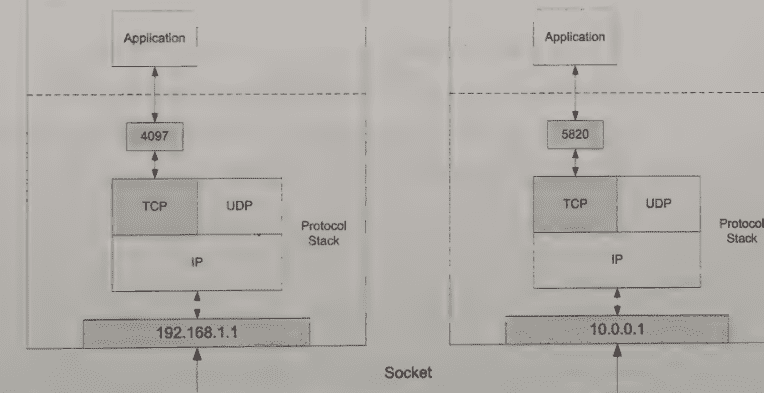 Application
Application
4097
5820
TCP
UDP
TCP
UDP
Protocol
Stack
Protocol
Stack
IP
IP
192.168.1.1
10.0.0.1
Socket